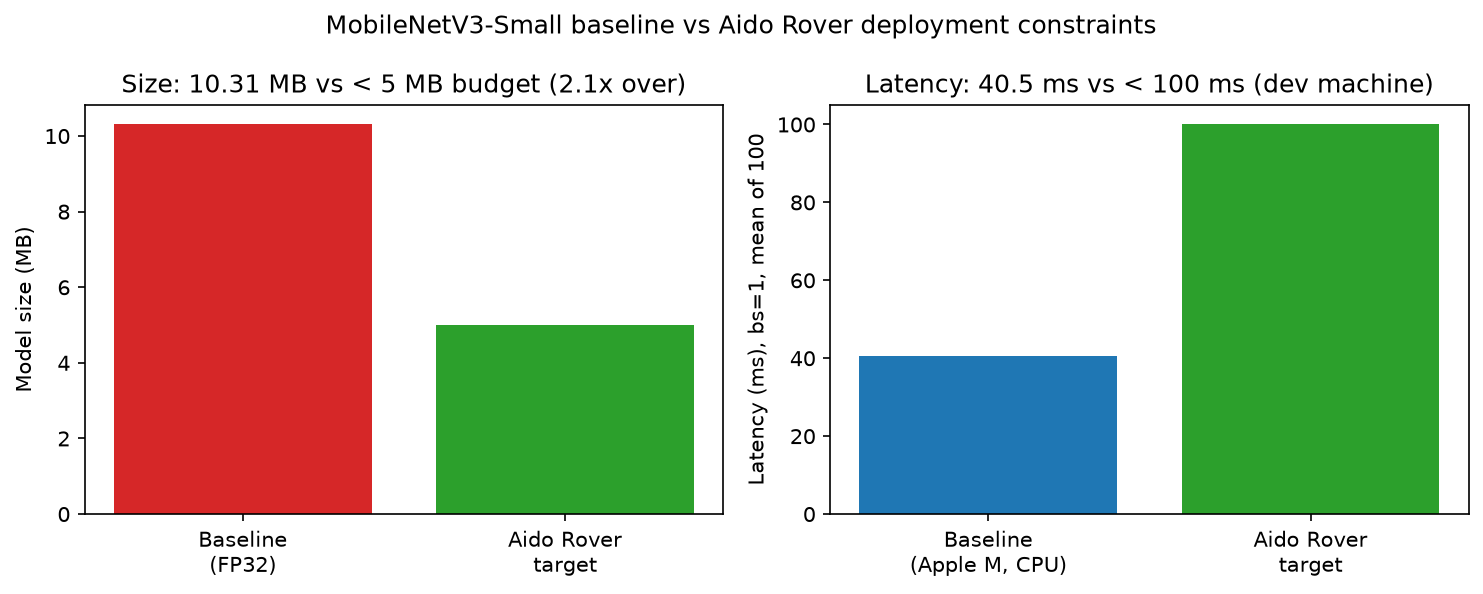 MobileNetV3-Small baseline vs Aido Rover deployment constraints
Size: 10.31 MB vs < 5 MB budget (2.1x over)
Model size (MB)
10
8
6
4
2
0
Baseline
(FP32)
Aido Rover
target
Latency: 40.5 ms vs < 100 ms (dev machine)
Latency (ms), bs=1, mean of 100
100
80
60
40
20
0
Baseline
(Apple M, CPU)
Aido Rover
target